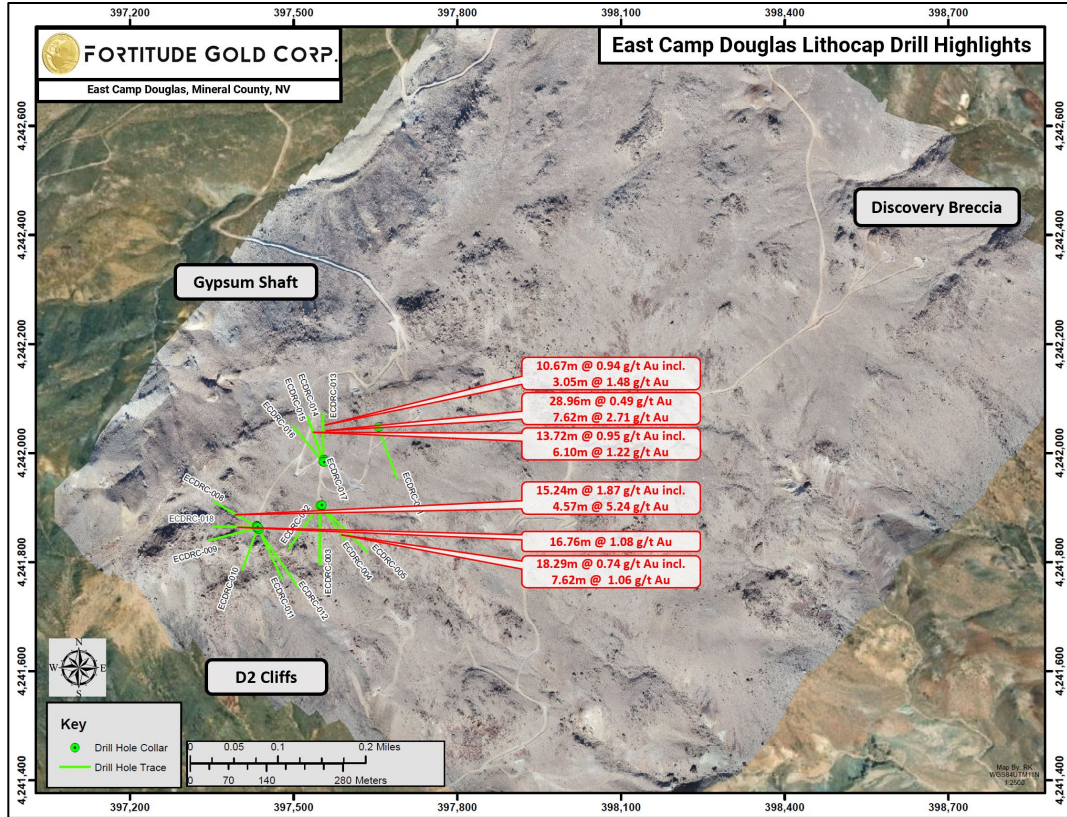 397,200 397,500 397,800 398,100 398,400 398,700
FORTITUDE GOLD CORP.
East Camp Douglas, Mineral County, NV
East Camp Douglas Lithocap Drill Highlights
4,242,600
4,242,600
Discovery Breccia
4,242,400
4,242,400
Gypsum Shaft
4,242,200
4,242,200
10.67m @ 0.94 g/t Au incl.
3.05m @ 1.48 g/t Au
28.96m @ 0.49 g/t Au
7.62m @ 2.71 g/t Au
13.72m @ 0.95 g/t Au incl.
6.10m @ 1.22 g/t Au
ECDRC-013
ECDRC-014
ECDRC-015
ECDRC-016
4,242,000
4,242,000
ECDRC-017
15.24m @ 1.87 g/t Au incl.
4.57m @ 5.24 g/t Au
16.76m @ 1.08 g/t Au
18.29m @ 0.74 g/t Au incl.
7.62m @ 1.06 g/t Au
ECDRC-008
ECDRC-018
ECDRC-009
ECDRC-010
ECDRC-011
ECDRC-012
ECDRC-003
ECDRC-004
ECDRC-005
4,241,800
4,241,800
D2 Cliffs
4,241,600
4,241,600
N
W E
S
Key
Drill Hole Collar
Drill Hole Trace
0 0.05 0.1 0.2 Miles
0 70 140 280 Meters
Map By: RK
WGS84UTM11N
1:2500
4,241,400
4,241,400
397,200 397,500 397,800 398,100 398,400 398,700